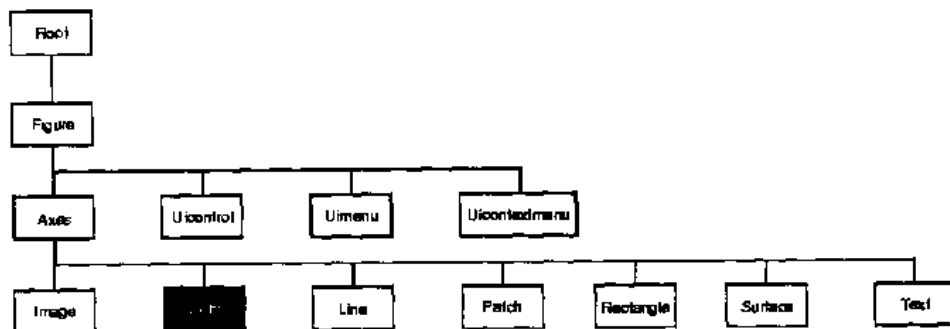 Root
Figure
Axes
Uicontrol
Uimenu
Uicontextmenu
Image
Line
Patch
Rectangle
Surface
Text